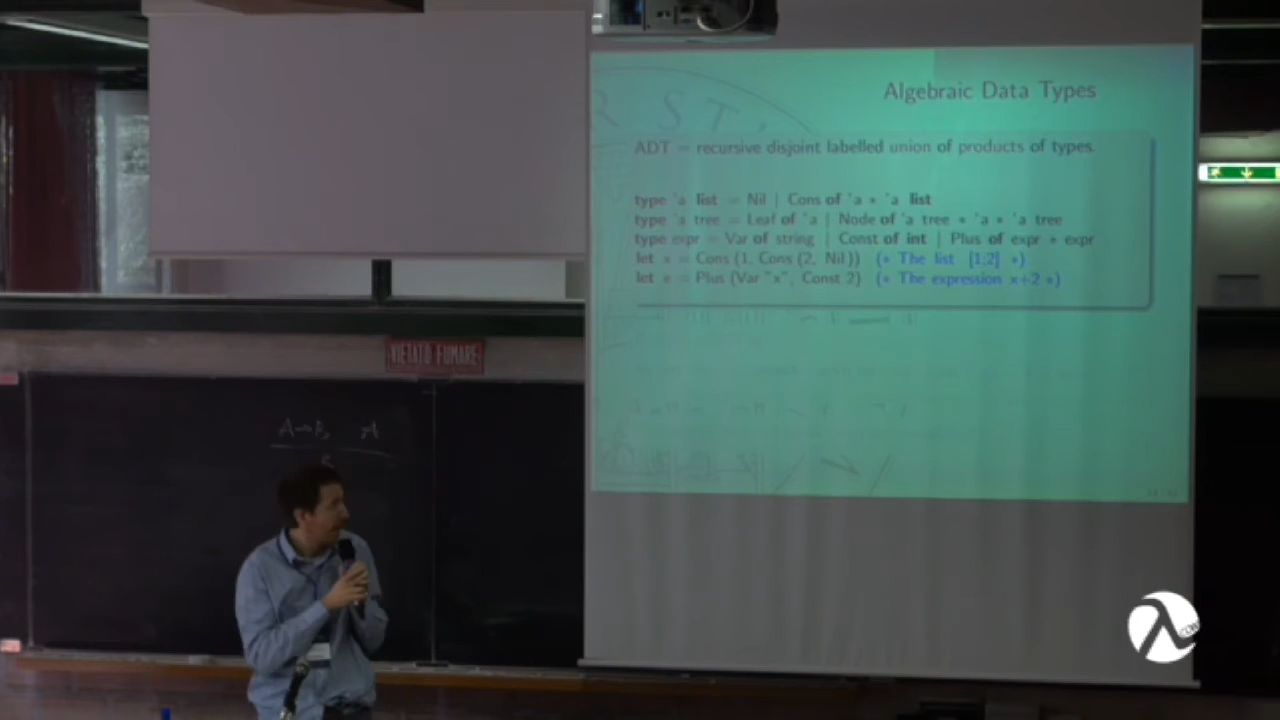 Algebraic Data Types
ADT = recursive disjoint labelled union of products of types.
type 'a list = Nil | Cons of 'a * 'a list
type 'a tree = Leaf of 'a | Node of 'a tree * 'a * 'a tree
type expr = Var of string | Const of int | Plus of expr * expr
let x = Cons (1, Cons (2, Nil)) (* The list [1;2] *)
let e = Plus (Var "x", Const 2) (* The expression x+2 *)
VIETATO FUMARE
A→B A
λ
CON